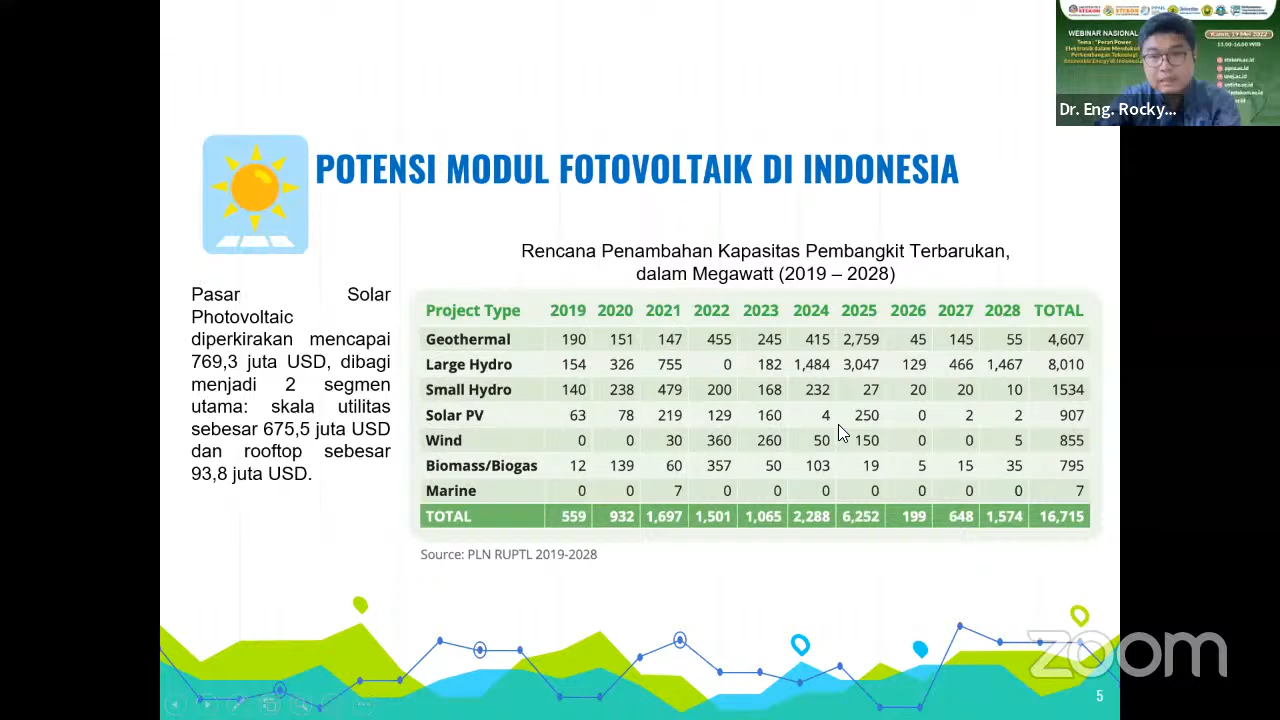 WEBINAR NASIONAL
Kamis, 19 Mei 2022
Tema : "Peran Power
13.00-16.00 WIB
Elektronik dalam Mendukung
Perkembangan Teknologi
Renewable Energy di Indonesia
Dr. Eng. Rocky...
POTENSI MODUL FOTOVOLTAIK DI INDONESIA
Rencana Penambahan Kapasitas Pembangkit Terbarukan,
dalam Megawatt (2019 – 2028)
Pasar Solar
Photovoltaic
diperkirakan mencapai
769,3 juta USD, dibagi
menjadi 2 segmen
utama: skala utilitas
sebesar 675,5 juta USD
dan rooftop sebesar
93,8 juta USD.
Project Type 2019 2020 2021 2022 2023 2024 2025 2026 2027 2028 TOTAL
Geothermal 190 151 147 455 245 415 2,759 45 145 55 4,607
Large Hydro 154 326 755 0 182 1,484 3,047 129 466 1,467 8,010
Small Hydro 140 238 479 200 168 232 27 20 20 10 1534
Solar PV 63 78 219 129 160 4 250 0 2 2 907
Wind 0 0 30 360 260 50 150 0 0 5 855
Biomass/Biogas 12 139 60 357 50 103 19 5 15 35 795
Marine 0 0 7 0 0 0 0 0 0 0 7
TOTAL 559 932 1,697 1,501 1,065 2,288 6,252 199 648 1,574 16,715
Source: PLN RUPTL 2019-2028
zoom
5